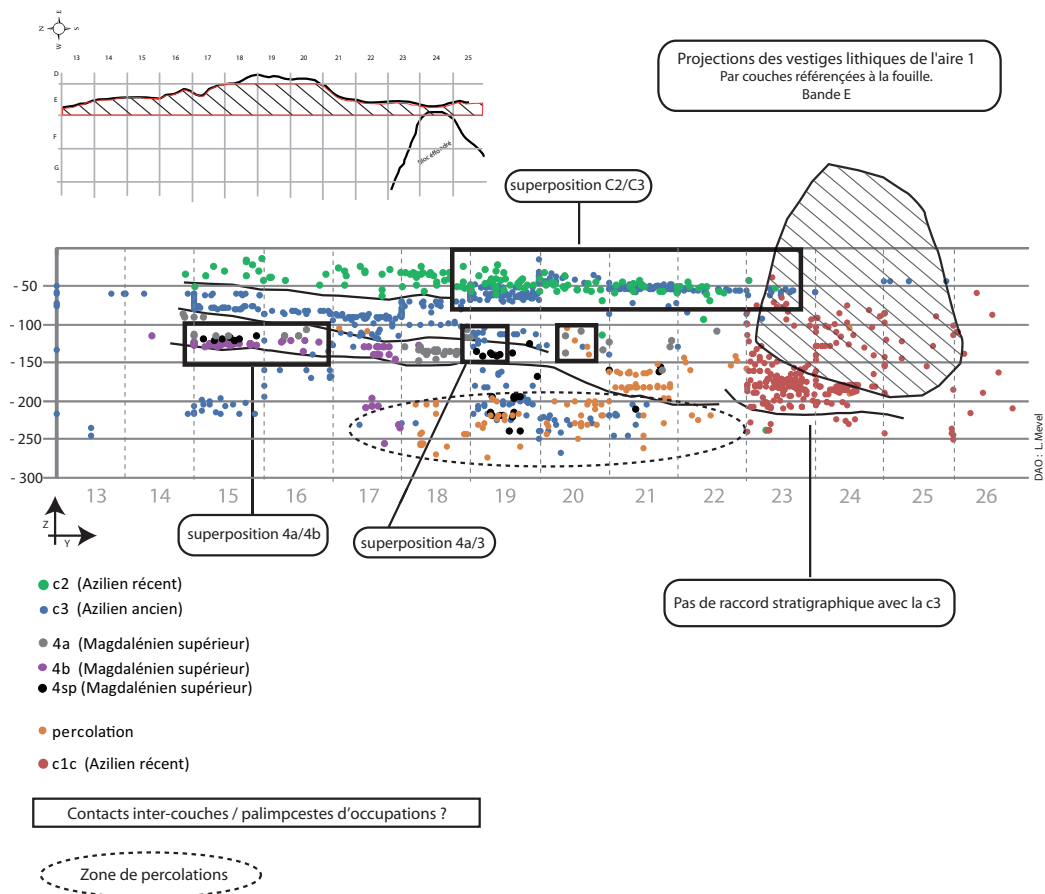 E
N
S
W
13 14 15 16 17 18 19 20 21 22 23 24 25
D
E
F
G
Bloc éffondré
Projections des vestiges lithiques de l'aire 1
Par couches référencées à la fouille.
Bande E
superposition C2/C3
- 50
- 100
- 150
- 200
- 250
- 300
13 14 15 16 17 18 19 20 21 22 23 24 25 26
DAO : L. Mevel
Z
Y
superposition 4a/4b
superposition 4a/3
Pas de raccord stratigraphique avec la c3
c2 (Azilien récent)
c3 (Azilien ancien)
4a (Magdalénien supérieur)
4b (Magdalénien supérieur)
4sp (Magdalénien supérieur)
percolation
c1c (Azilien récent)
Contacts inter-couches / palimpcestes d'occupations ?
Zone de percolations